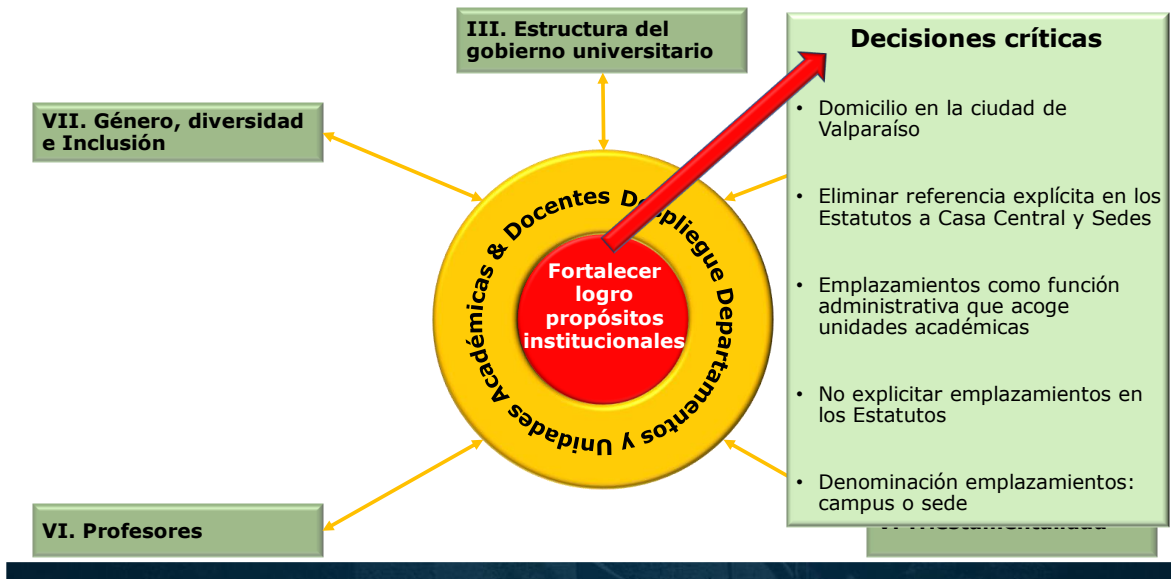 III. Estructura del
gobierno universitario
Decisiones críticas
• Domicilio en la ciudad de
Valparaíso
• Eliminar referencia explícita en los
Estatutos a Casa Central y Sedes
• Emplazamientos como función
administrativa que acoge
unidades académicas
• No explicitar emplazamientos en
los Estatutos
• Denominación emplazamientos:
campus o sede
VII. Género, diversidad
e Inclusión
Despliegue Departamentos y Unidades Académicas & Docentes
Fortalecer
logro
propósitos
institucionales
VI. Profesores